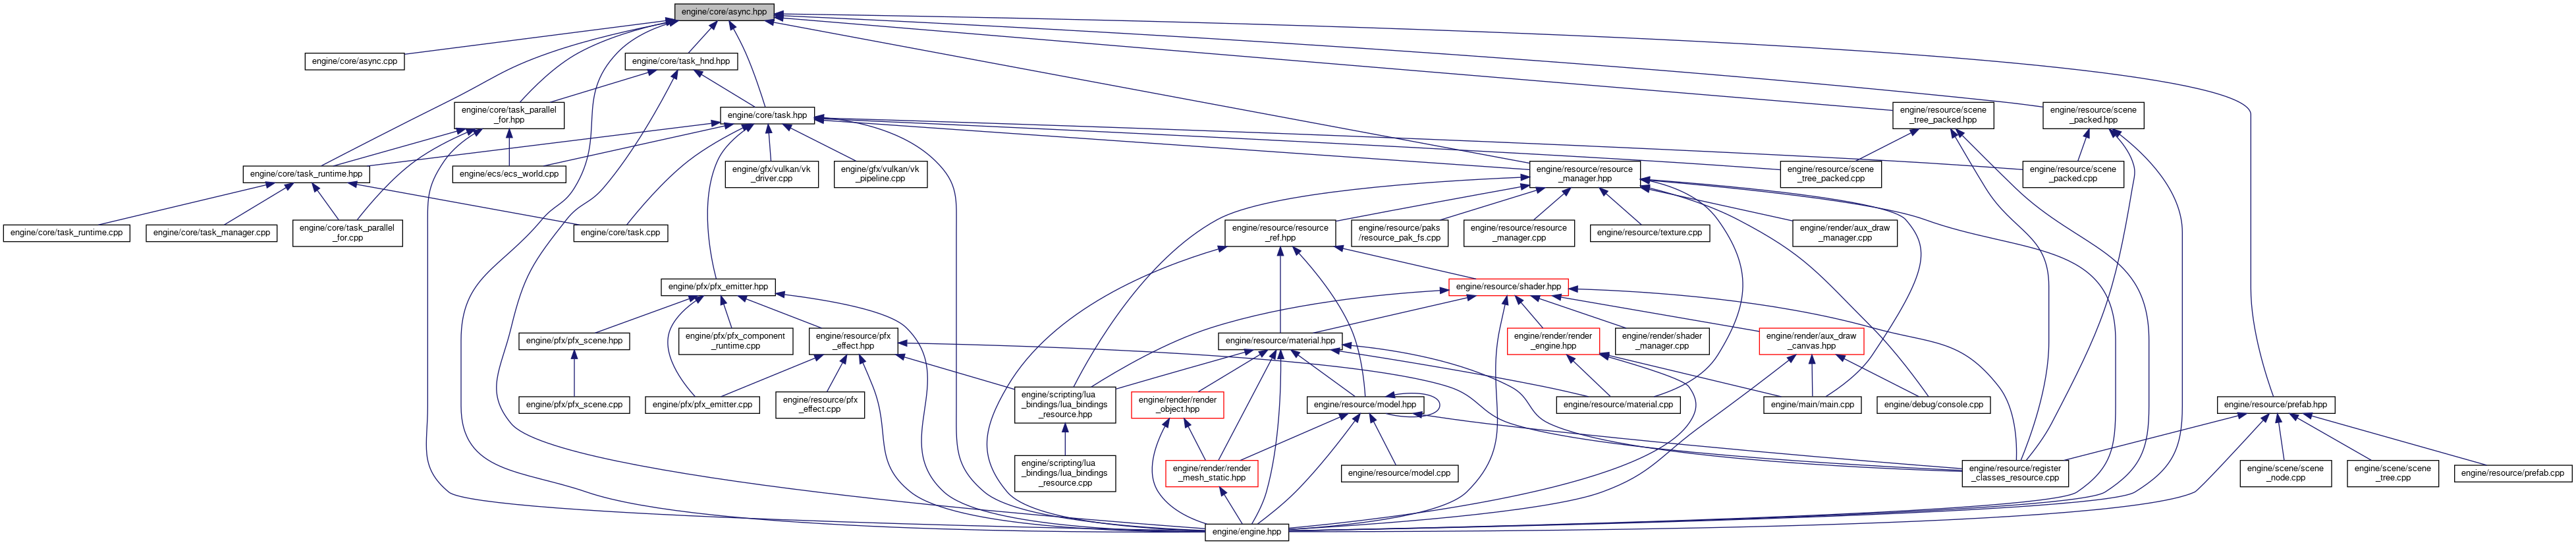 engine/core/async.hpp
engine/core/async.cpp
engine/core/task_hnd.hpp
engine/core/task_parallel
_for.hpp
engine/core/task.hpp
engine/resource/scene
_tree_packed.hpp
engine/resource/scene
_packed.hpp
engine/core/task_runtime.hpp
engine/ecs/ecs_world.cpp
engine/gfx/vulkan/vk
_driver.cpp
engine/gfx/vulkan/vk
_pipeline.cpp
engine/resource/resource
_manager.hpp
engine/resource/scene
_tree_packed.cpp
engine/resource/scene
_packed.cpp
engine/core/task_runtime.cpp
engine/core/task_manager.cpp
engine/core/task_parallel
_for.cpp
engine/core/task.cpp
engine/resource/resource
_ref.hpp
engine/resource/paks
/resource_pak_fs.cpp
engine/resource/resource
_manager.cpp
engine/resource/texture.cpp
engine/render/aux_draw
_manager.cpp
engine/pfx/pfx_emitter.hpp
engine/resource/shader.hpp
engine/pfx/pfx_scene.hpp
engine/pfx/pfx_component
_runtime.cpp
engine/resource/pfx
_effect.hpp
engine/resource/material.hpp
engine/render/render
_engine.hpp
engine/render/shader
_manager.cpp
engine/render/aux_draw
_canvas.hpp
engine/pfx/pfx_scene.cpp
engine/pfx/pfx_emitter.cpp
engine/resource/pfx
_effect.cpp
engine/scripting/lua
_bindings/lua_bindings
_resource.hpp
engine/render/render
_object.hpp
engine/resource/model.hpp
engine/resource/material.cpp
engine/main/main.cpp
engine/debug/console.cpp
engine/resource/prefab.hpp
engine/scripting/lua
_bindings/lua_bindings
_resource.cpp
engine/render/render
_mesh_static.hpp
engine/resource/model.cpp
engine/resource/register
_classes_resource.cpp
engine/scene/scene
_node.cpp
engine/scene/scene
_tree.cpp
engine/resource/prefab.cpp
engine/engine.hpp